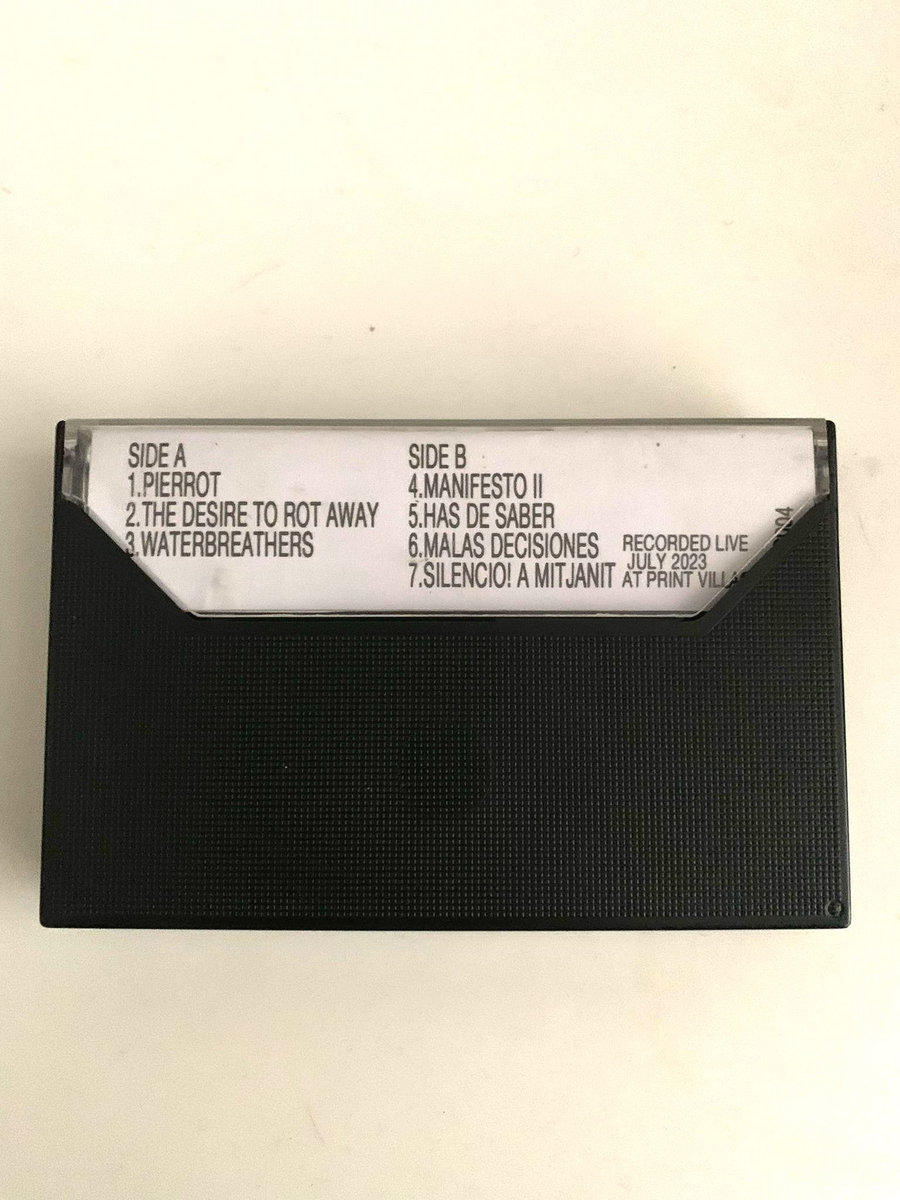 SIDE A
1.PIERROT
2.THE DESIRE TO ROT AWAY
3.WATERBREATHERS
SIDE B
4.MANIFESTO II
5.HAS DE SABER
6.MALAS DECISIONES
7.SILENCIO! A MITJANIT
RECORDED LIVE
JULY 2023
AT PRINT